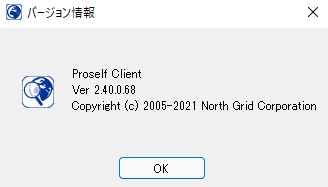 バージョン情報
Proself Client
Ver 2.40.0.68
Copyright (c) 2005-2021 North Grid Corporation
OK